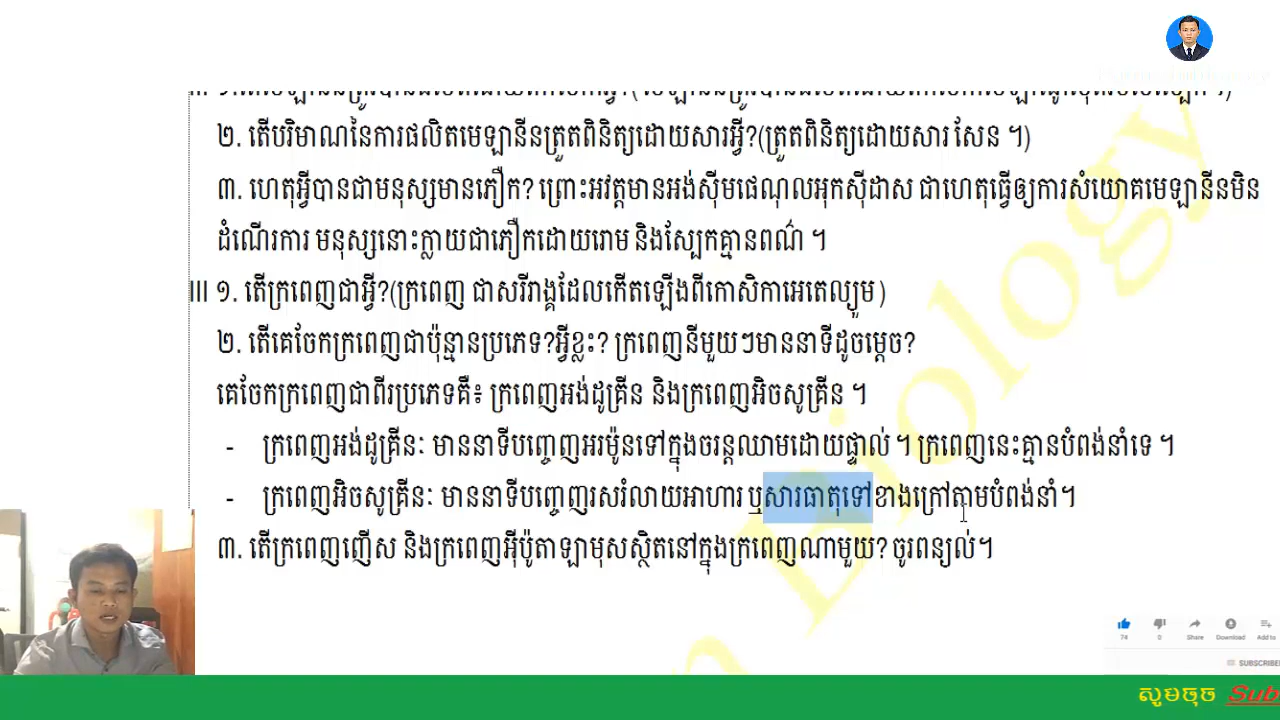 ២. តើបរិមាណនៃការផលិតមេឡានីនត្រួតពិនិត្យដោយសារអ្វី?(ត្រួតពិនិត្យដោយសារ សែន ។)
៣. ហេតុអ្វីបានជាមនុស្សមានភឿក? ព្រោះអវត្តមានអង់ស៊ីមផេណុលអុកស៊ីដាស ជាហេតុធ្វើឲ្យការសំយោគមេឡានីនមិន
ដំណើរការ មនុស្សនោះក្លាយជាភឿកដោយរោម និងស្បែកគ្មានពណ៌ ។
III ១. តើក្រពេញជាអ្វី?(ក្រពេញ ជាសរីរាង្គដែលកើតឡើងពីកោសិកាអេតេល្យូម )
២. តើគេចែកក្រពេញជាប៉ុន្មានប្រភេទ?អ្វីខ្លះ? ក្រពេញនីមួយៗមាននាទីដូចម្តេច?
គេចែកក្រពេញជាពីរប្រភេទគឺ៖ ក្រពេញអង់ដូគ្រីន និងក្រពេញអិចសូគ្រីន ។
- ក្រពេញអង់ដូគ្រីនៈ មាននាទីបញ្ចេញអរម៉ូនទៅក្នុងចរន្តឈាមដោយផ្ទាល់ ។ ក្រពេញនេះគ្មានបំពង់នាំទេ ។
- ក្រពេញអិចសូគ្រីនៈ មាននាទីបញ្ចេញរសរំលាយអាហារ ឬសារធាតុទៅខាងក្រៅតាមបំពង់នាំ។
៣. តើក្រពេញញើស និងក្រពេញអ៊ីប៉ូតាឡាមុសស្ថិតនៅក្នុងក្រពេញណាមួយ? ចូរពន្យល់។
Biology
74 0 Share Download Add to
SUBSCRIBE
សូមចុច Sub